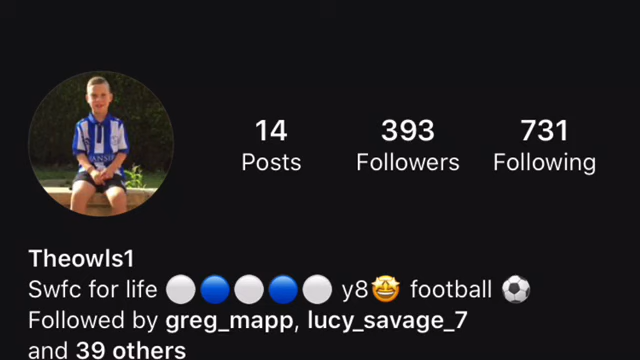 14 393 731
Posts Followers Following
Theowls1
Swfc for life ⚪🔵⚪🔵⚪ y8🤩 football ⚽
Followed by greg_mapp, lucy_savage_7
and 39 others